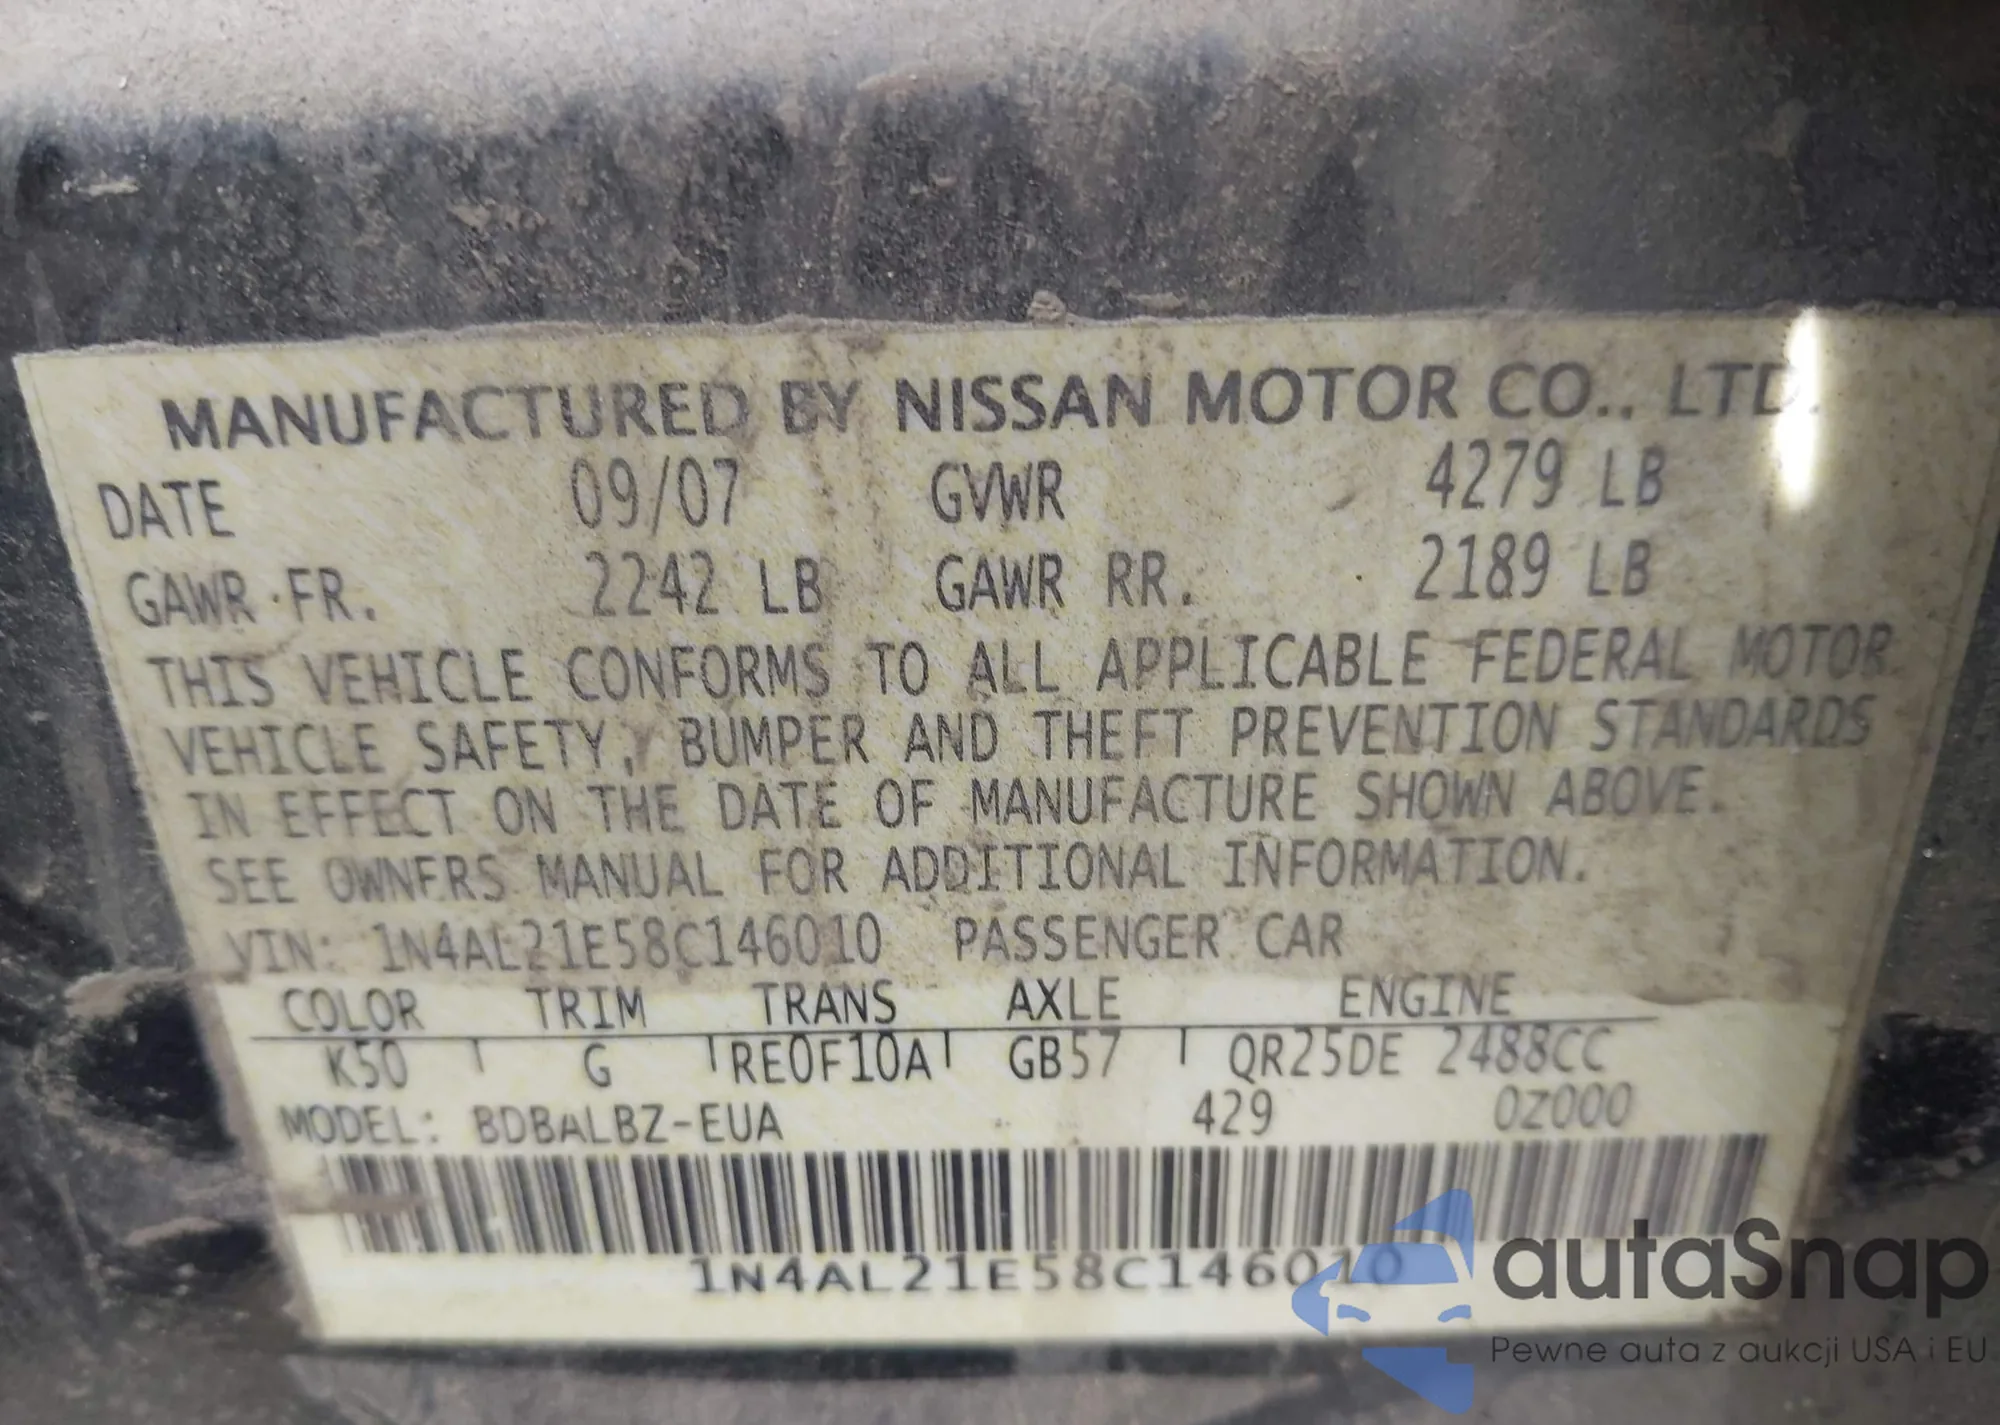 MANUFACTURED BY NISSAN MOTOR CO., LTD.
DATE 09/07 GVWR 4279 LB
GAWR FR. 2242 LB GAWR RR. 2189 LB
THIS VEHICLE CONFORMS TO ALL APPLICABLE FEDERAL MOTOR
VEHICLE SAFETY, BUMPER AND THEFT PREVENTION STANDARDS
IN EFFECT ON THE DATE OF MANUFACTURE SHOWN ABOVE.
SEE OWNERS MANUAL FOR ADDITIONAL INFORMATION.
VIN: 1N4AL21E58C146010 PASSENGER CAR
COLOR TRIM TRANS AXLE ENGINE
K50 G RE0F10A GB57 QR25DE 2488CC
MODEL: BDBALBZ-EUA 429 0Z000
1N4AL21E58C146010
autaSnap
Pewne auta z aukcji USA i EU